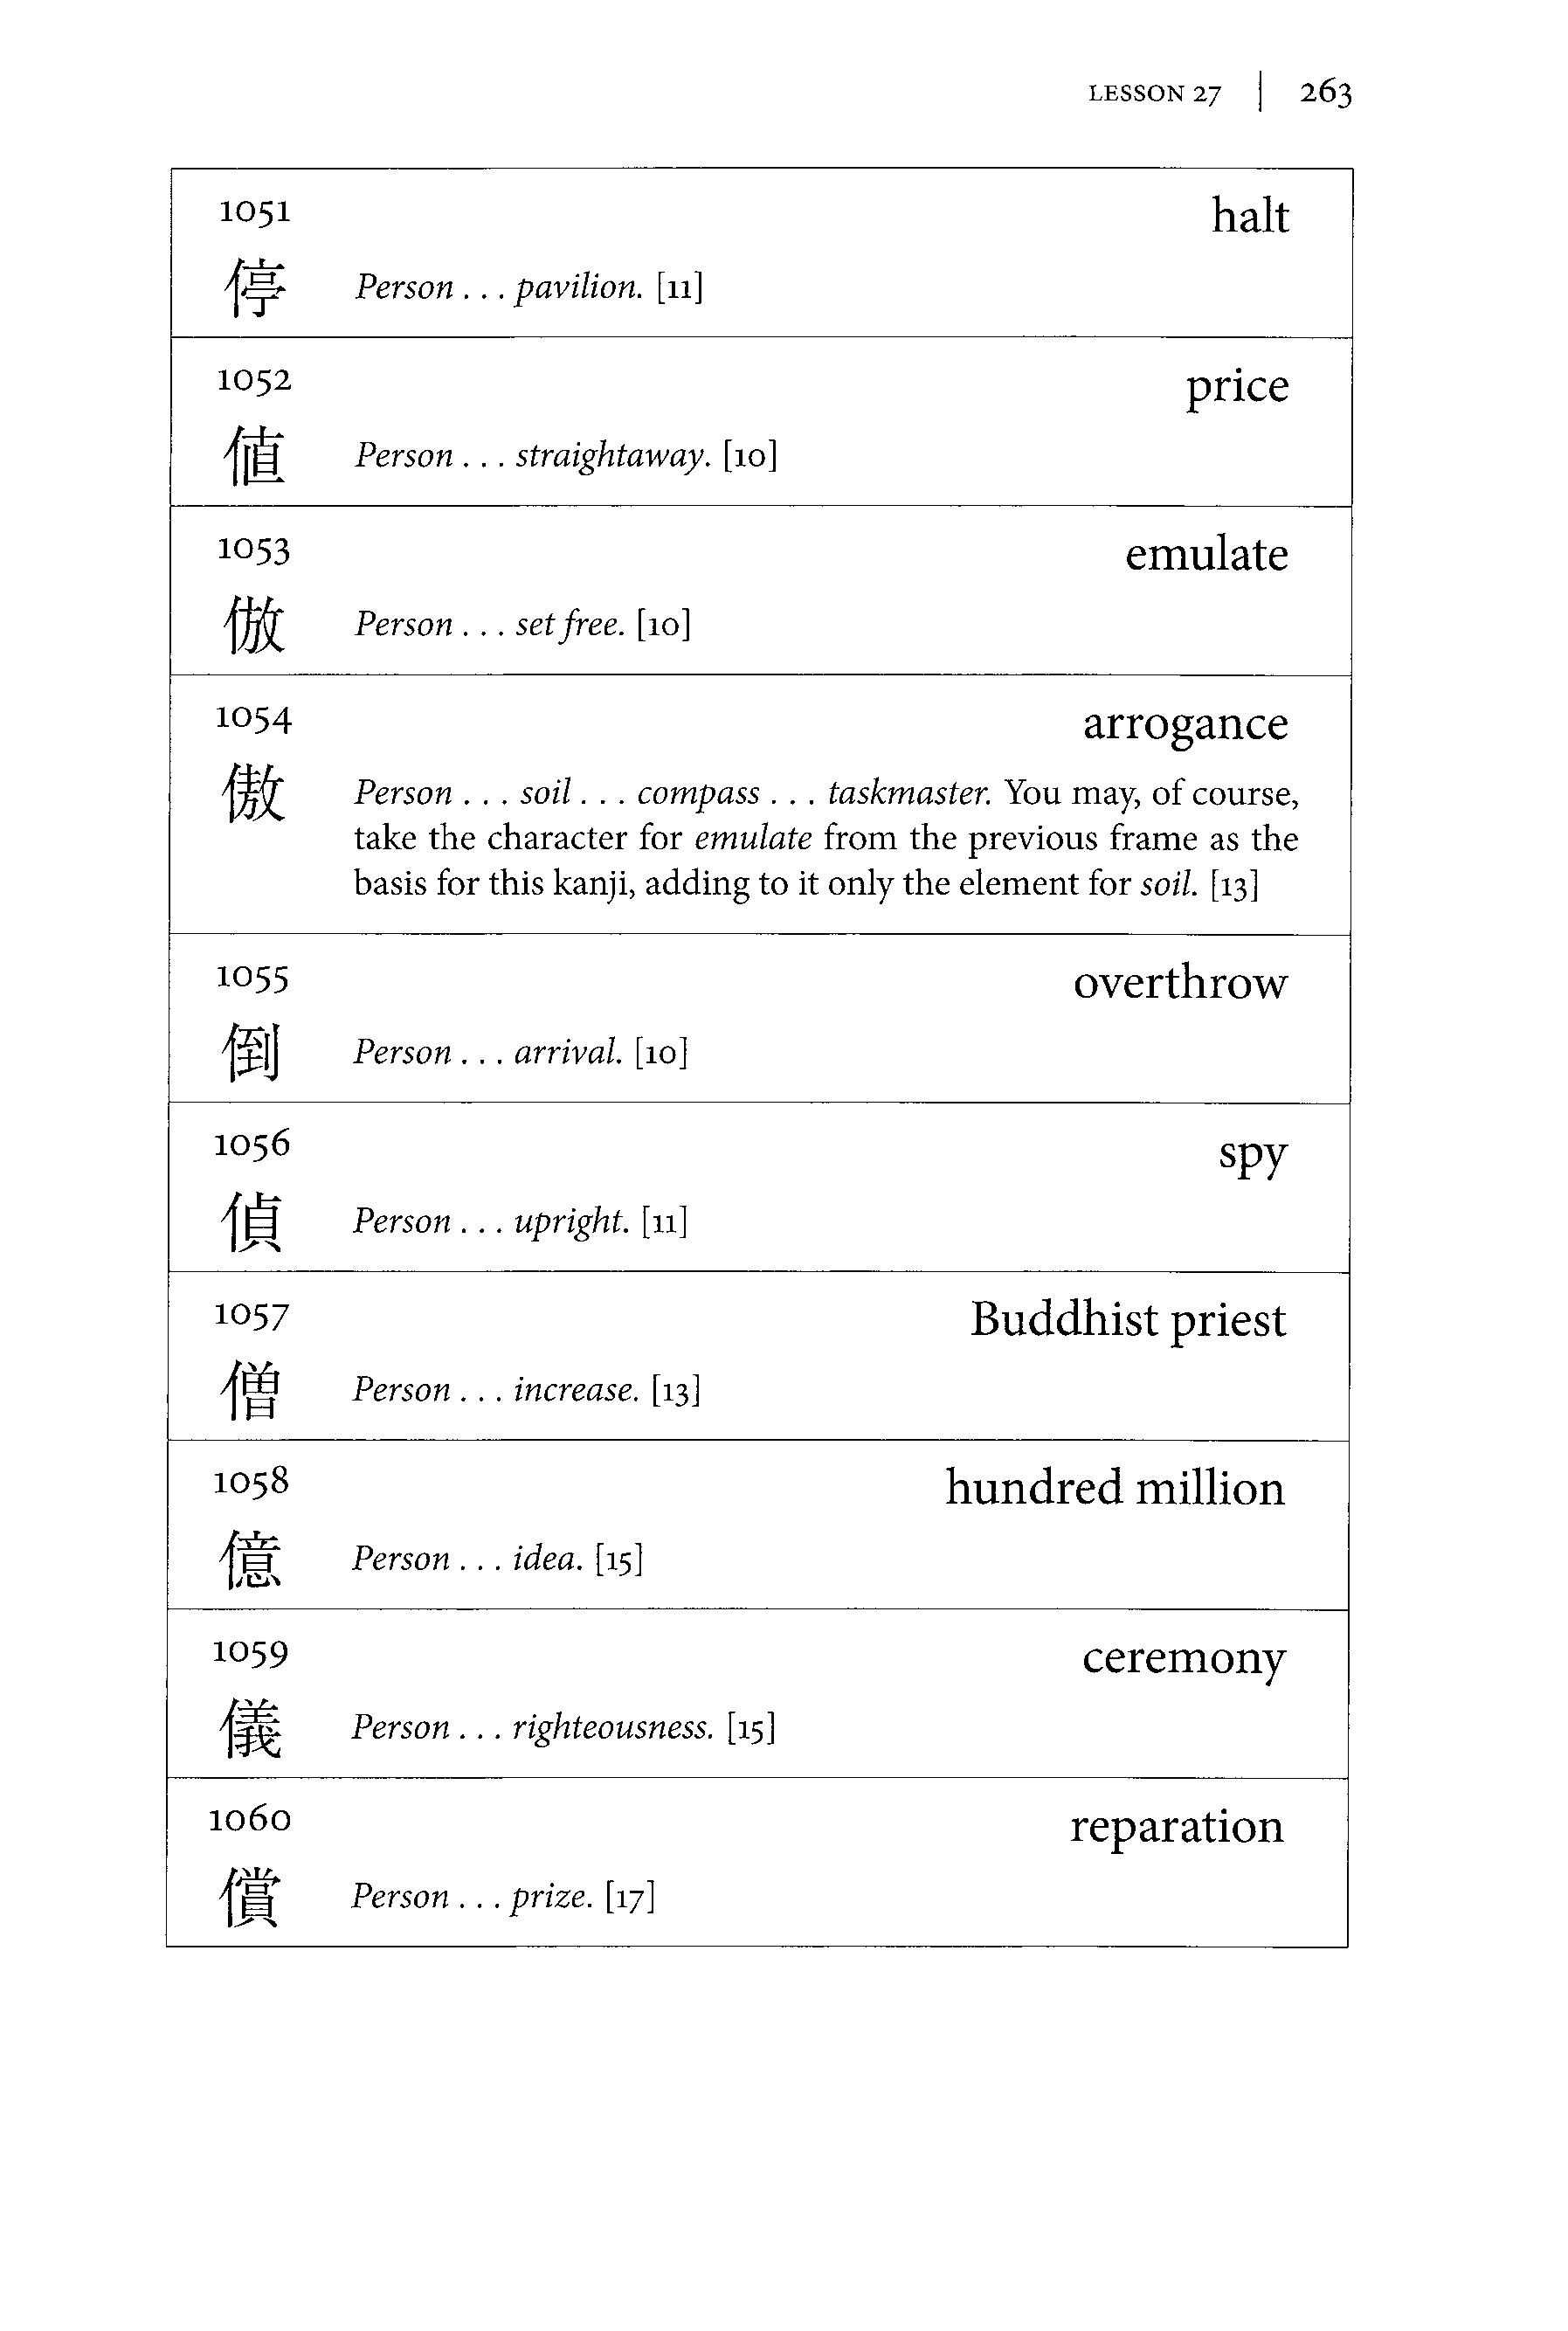 LESSON 27 | 263
1051 halt
停 Person . . . pavilion. [11]
1052 price
値 Person . . . straightaway. [10]
1053 emulate
倣 Person . . . set free. [10]
1054 arrogance
傲 Person . . . soil . . . compass . . . taskmaster. You may, of course,
take the character for emulate from the previous frame as the
basis for this kanji, adding to it only the element for soil. [13]
1055 overthrow
倒 Person . . . arrival. [10]
1056 spy
偵 Person . . . upright. [11]
1057 Buddhist priest
僧 Person . . . increase. [13]
1058 hundred million
億 Person . . . idea. [15]
1059 ceremony
儀 Person . . . righteousness. [15]
1060 reparation
償 Person . . . prize. [17]